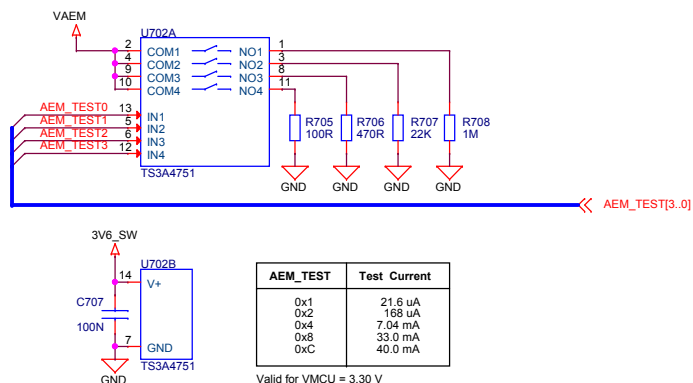 VAEM
U702A
2 COM1 NO1 1
4 COM2 NO2 3
9 COM3 NO3 8
10 COM4 NO4 11
AEM_TEST0 13 IN1
AEM_TEST1 5 IN2
AEM_TEST2 6 IN3
AEM_TEST3 12 IN4
TS3A4751
R705 R706 R707 R708
100R 470R 22K 1M
GND GND GND GND
AEM_TEST[3..0]
3V6_SW
U702B
14 V+
C707
100N
7 GND
TS3A4751
GND
AEM_TEST Test Current
0x1 21.6 uA
0x2 168 uA
0x4 7.04 mA
0x8 33.0 mA
0xC 40.0 mA
Valid for VMCU = 3.30 V